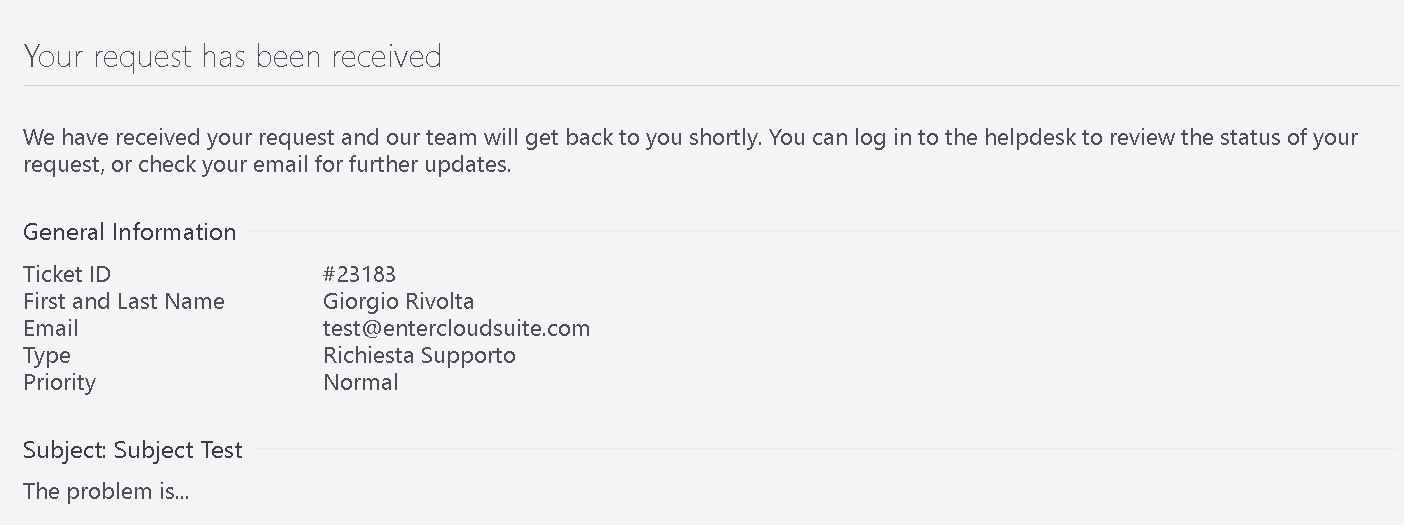 Your request has been received
We have received your request and our team will get back to you shortly. You can log in to the helpdesk to review the status of your
request, or check your email for further updates.
General Information
Ticket ID #23183
First and Last Name Giorgio Rivolta
Email test@entercloudsuite.com
Type Richiesta Supporto
Priority Normal
Subject: Subject Test
The problem is...